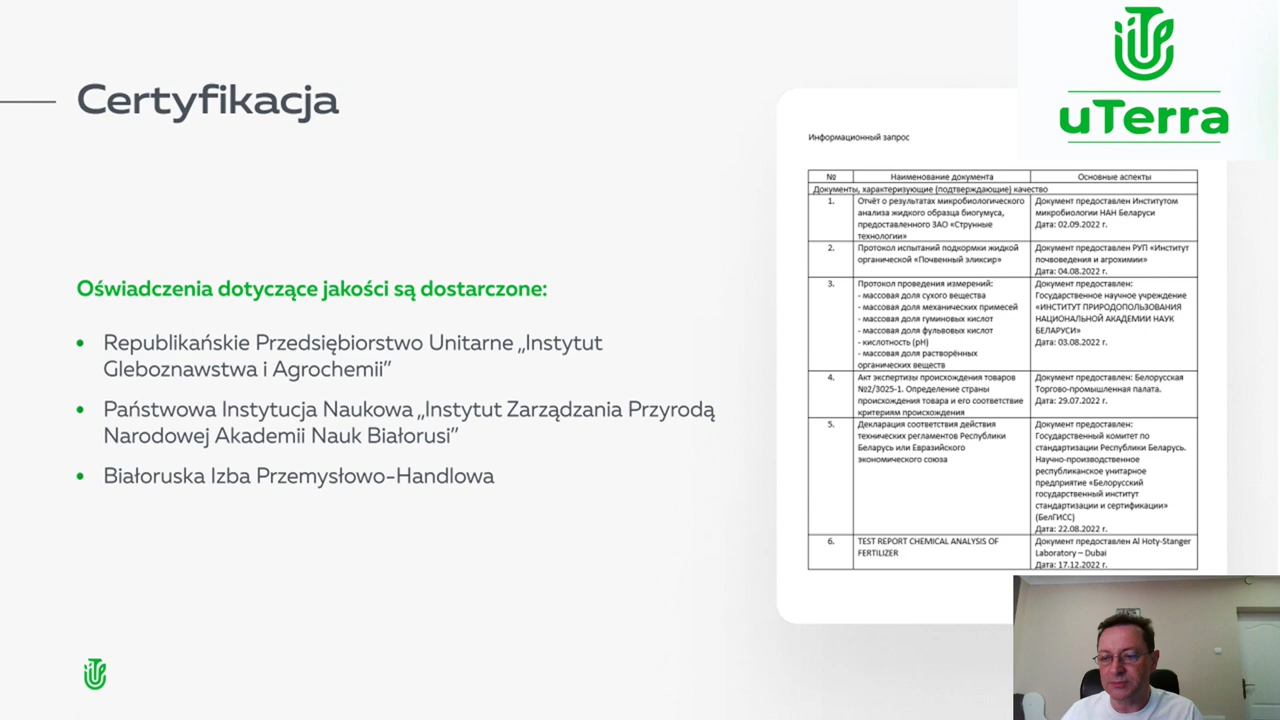 Certyfikacja
Oświadczenia dotyczące jakości są dostarczone:
• Republikańskie Przedsiębiorstwo Unitarne „Instytut
Gleboznawstwa i Agrochemii”
• Państwowa Instytucja Naukowa „Instytut Zarządzania Przyrodą
Narodowej Akademii Nauk Białorusi”
• Białoruska Izba Przemysłowo-Handlowa
uTerra
Информационный запрос
№ Наименование документа Основные аспекты
Документы, характеризующие (подтверждающие) качество
1. Отчёт о результатах микробиологического Документ предоставлен Институтом
анализа жидкого образца биогумуса, микробиологии НАН Беларуси
предоставленного ЗАО «Струнные Дата: 02.09.2022 г.
технологии»
2. Протокол испытаний подкормки жидкой Документ предоставлен РУП «Институт
органической «Почвенный эликсир» почвоведения и агрохимии»
Дата: 04.08.2022 г.
3. Протокол проведения измерений: Документ предоставлен:
- массовая доля сухого вещества Государственное научное учреждение
- массовая доля механических примесей «ИНСТИТУТ ПРИРОДОПОЛЬЗОВАНИЯ
- массовая доля гуминовых кислот НАЦИОНАЛЬНОЙ АКАДЕМИИ НАУК
- массовая доля фульвовых кислот БЕЛАРУСИ»
- кислотность (pH) Дата: 03.08.2022 г.
- массовая доля растворённых
органических веществ
4. Акт экспертизы происхождения товаров Документ предоставлен: Белорусская
№2/3025-1. Определение страны Торгово-промышленная палата.
происхождения товара и его соответствие Дата: 29.07.2022 г.
критериям происхождения
5. Декларация соответствия действия Документ предоставлен:
технических регламентов Республики Государственный комитет по
Беларусь или Евразийского стандартизации Республики Беларусь.
экономического союза Научно-производственное
республиканское унитарное
предприятие «Белорусский
государственный институт
стандартизации и сертификации»
(БелГИСС)
Дата: 22.08.2022 г.
6. TEST REPORT CHEMICAL ANALYSIS OF Документ предоставлен Al Hoty-Stanger
FERTILIZER Laboratory – Dubai
Дата: 17.12.2022 г.